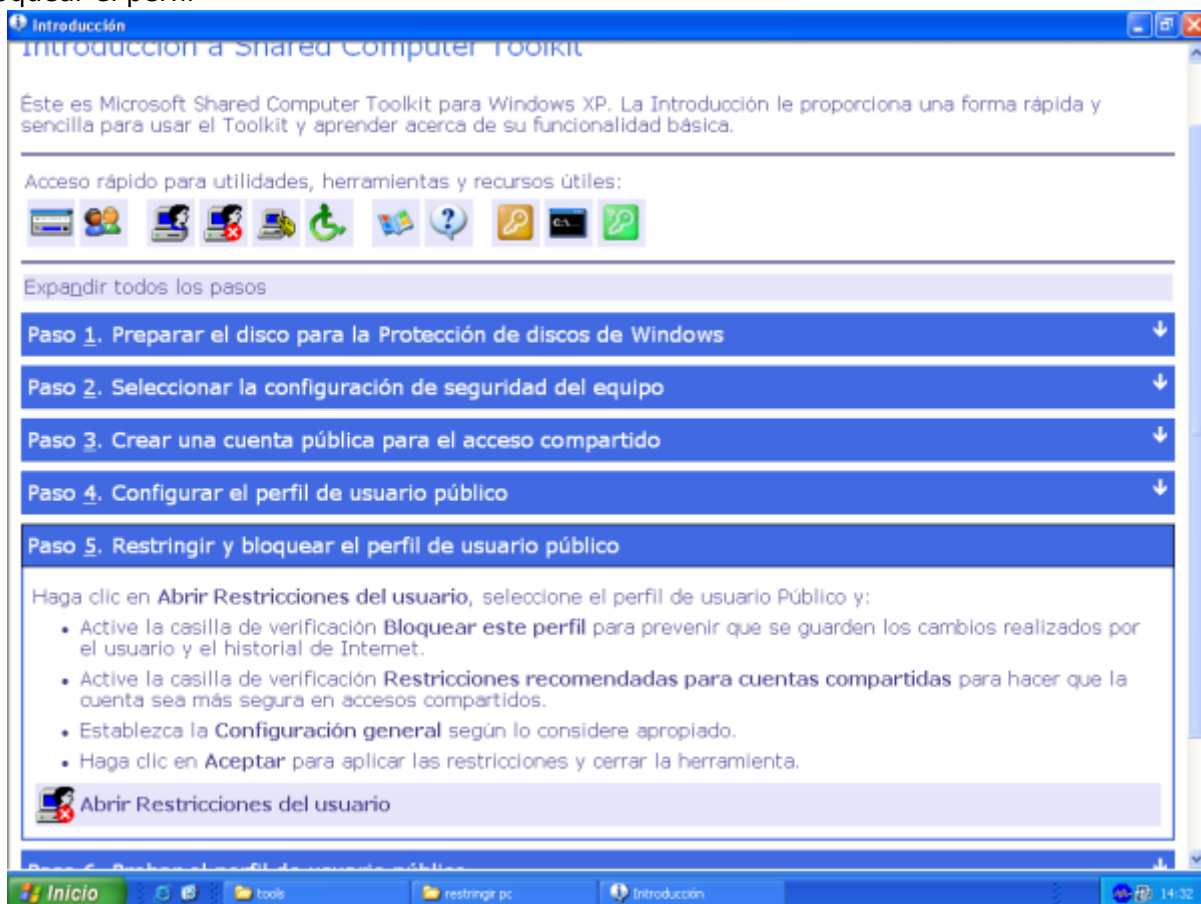 Introducción
Introducción a Shared Computer Toolkit
Éste es Microsoft Shared Computer Toolkit para Windows XP. La Introducción le proporciona una forma rápida y
sencilla para usar el Toolkit y aprender acerca de su funcionalidad básica.
Acceso rápido para utilidades, herramientas y recursos útiles:
C:\...
Expandir todos los pasos
Paso 1. Preparar el disco para la Protección de discos de Windows
Paso 2. Seleccionar la configuración de seguridad del equipo
Paso 3. Crear una cuenta pública para el acceso compartido
Paso 4. Configurar el perfil de usuario público
Paso 5. Restringir y bloquear el perfil de usuario público
Haga clic en Abrir Restricciones del usuario, seleccione el perfil de usuario Público y:
• Active la casilla de verificación Bloquear este perfil para prevenir que se guarden los cambios realizados por
el usuario y el historial de Internet.
• Active la casilla de verificación Restricciones recomendadas para cuentas compartidas para hacer que la
cuenta sea más segura en accesos compartidos.
• Establezca la Configuración general según lo considere apropiado.
• Haga clic en Aceptar para aplicar las restricciones y cerrar la herramienta.
Abrir Restricciones del usuario
Paso 6. Probar el perfil de usuario público
Inicio
tools
restringir pc
Introducción
14:32